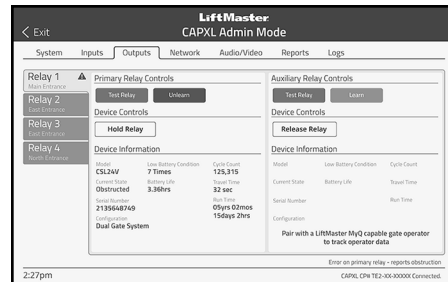 LiftMaster
Exit
CAPXL Admin Mode
System Inputs Outputs Network Audio/Video Reports Logs
Relay 1
Main Entrance
Relay 2
East Entrance
Relay 3
East Entrance
Relay 4
North Entrance
Primary Relay Controls
Test Relay Unlearn
Device Controls
Hold Relay
Device Information
Model Low Battery Condition Cycle Count
CSL24V 7 Times 125,315
Current State Battery Life Travel Time
Obstructed 3.36hrs 32 sec
Serial Number Run Time
2135648749 05yrs 02mos
15days 2hrs
Configuration
Dual Gate System
Auxiliary Relay Controls
Test Relay Learn
Device Controls
Release Relay
Device Information
Model Low Battery Condition Cycle Count
Current State Battery Life Travel Time
Serial Number Run Time
Configuration
Pair with a LiftMaster MyQ capable gate operator
to track operator data
Error on primary relay - reports obstruction
2:27pm
CAPXL CP# TE2-XX-XXXXX Connected.